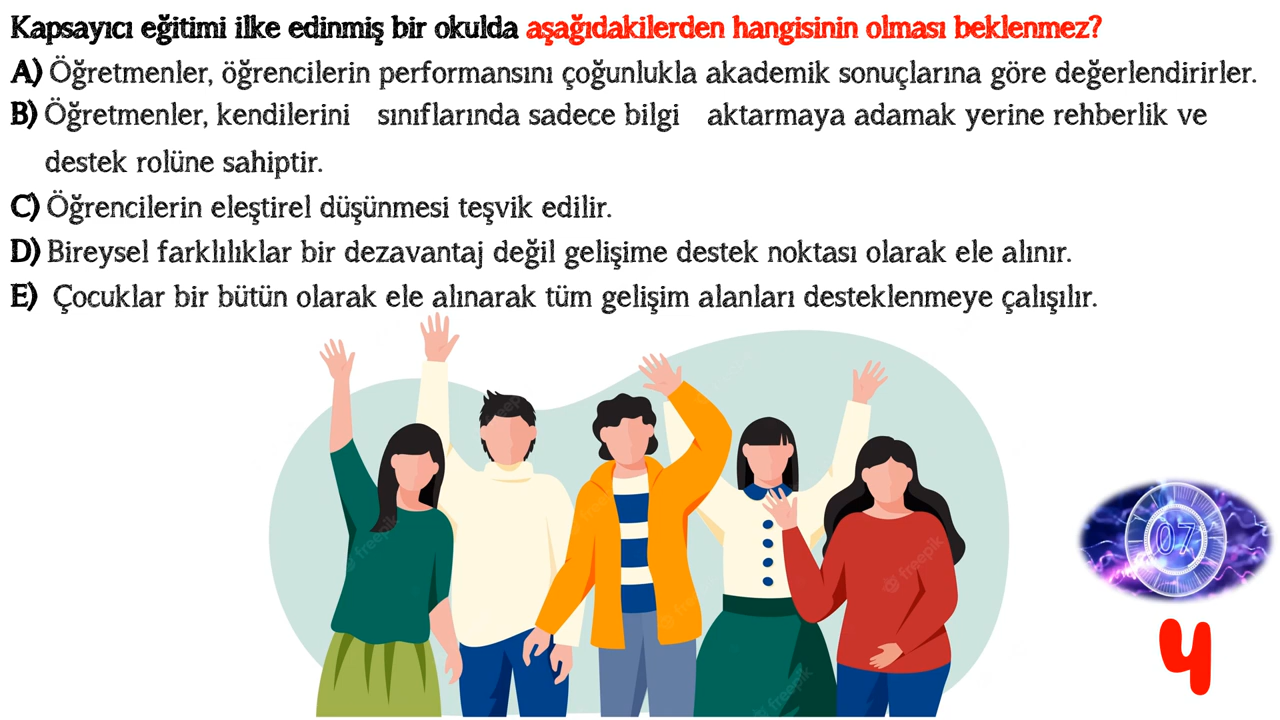 Kapsayıcı eğitimi ilke edinmiş bir okulda aşağıdakilerden hangisinin olması beklenmez?
A) Öğretmenler, öğrencilerin performansını çoğunlukla akademik sonuçlarına göre değerlendirirler.
B) Öğretmenler, kendilerini sınıflarında sadece bilgi aktarmaya adamak yerine rehberlik ve
destek rolüne sahiptir.
C) Öğrencilerin eleştirel düşünmesi teşvik edilir.
D) Bireysel farklılıklar bir dezavantaj değil gelişime destek noktası olarak ele alınır.
E) Çocuklar bir bütün olarak ele alınarak tüm gelişim alanları desteklenmeye çalışılır.
freepik
freepik
07
4